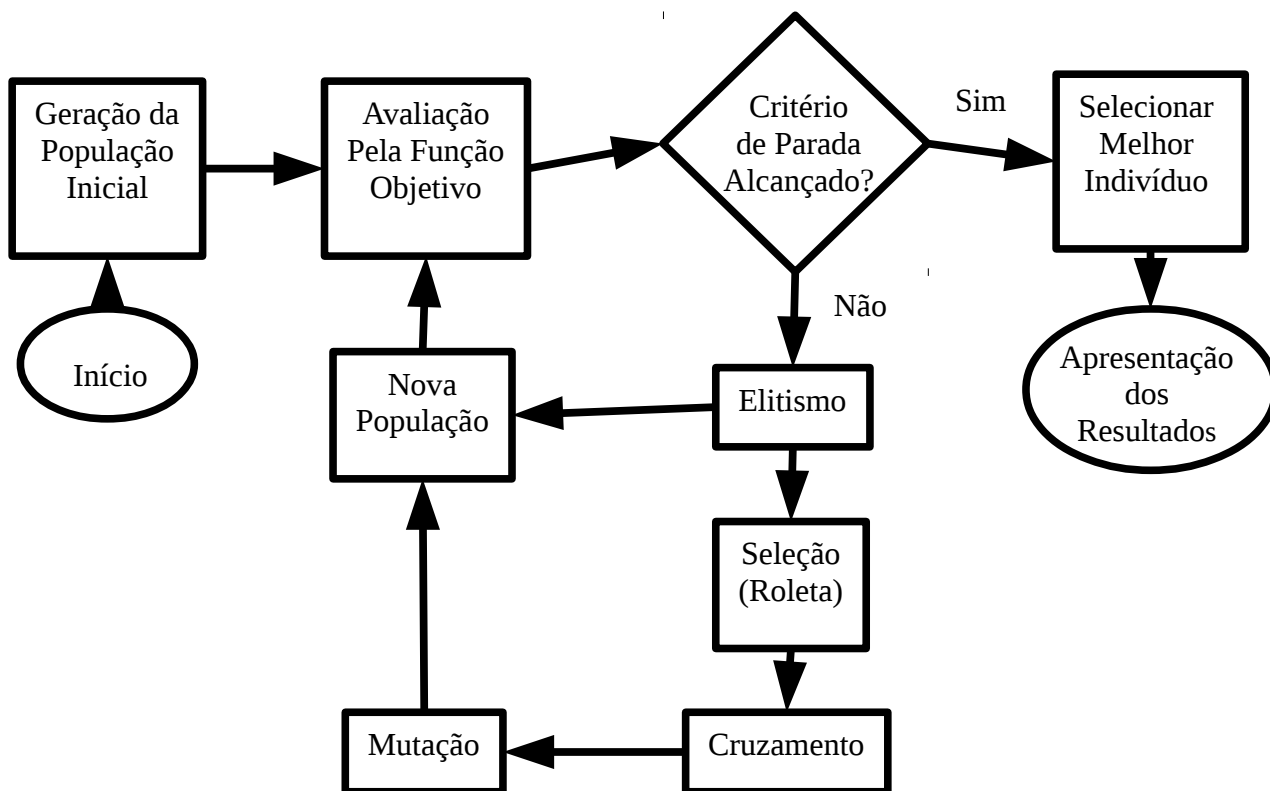 Geração da
População
Inicial
Avaliação
Pela Função
Objetivo
Critério
de Parada
Alcançado?
Sim
Selecionar
Melhor
Indivíduo
Não
Início
Nova
População
Elitismo
Apresentação
dos
Resultados
Seleção
(Roleta)
Mutação
Cruzamento